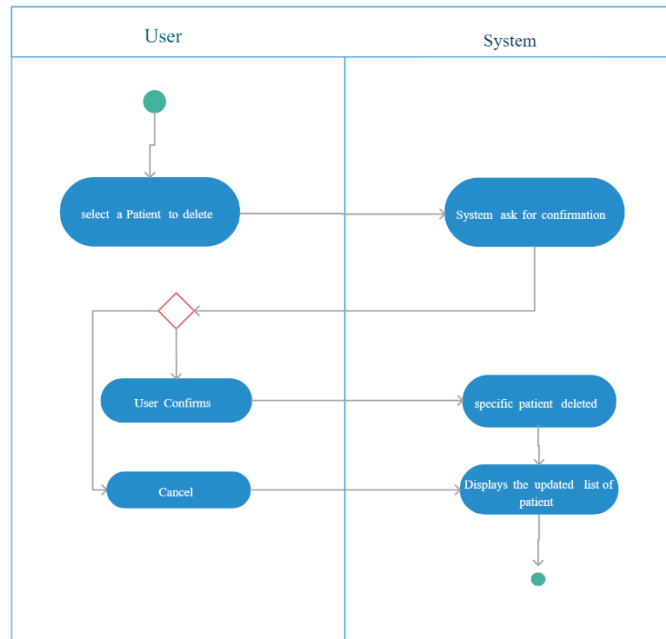 User
System
select a Patient to delete
System ask for confirmation
User Confirms
specific patient deleted
Cancel
Displays the updated list of
patient